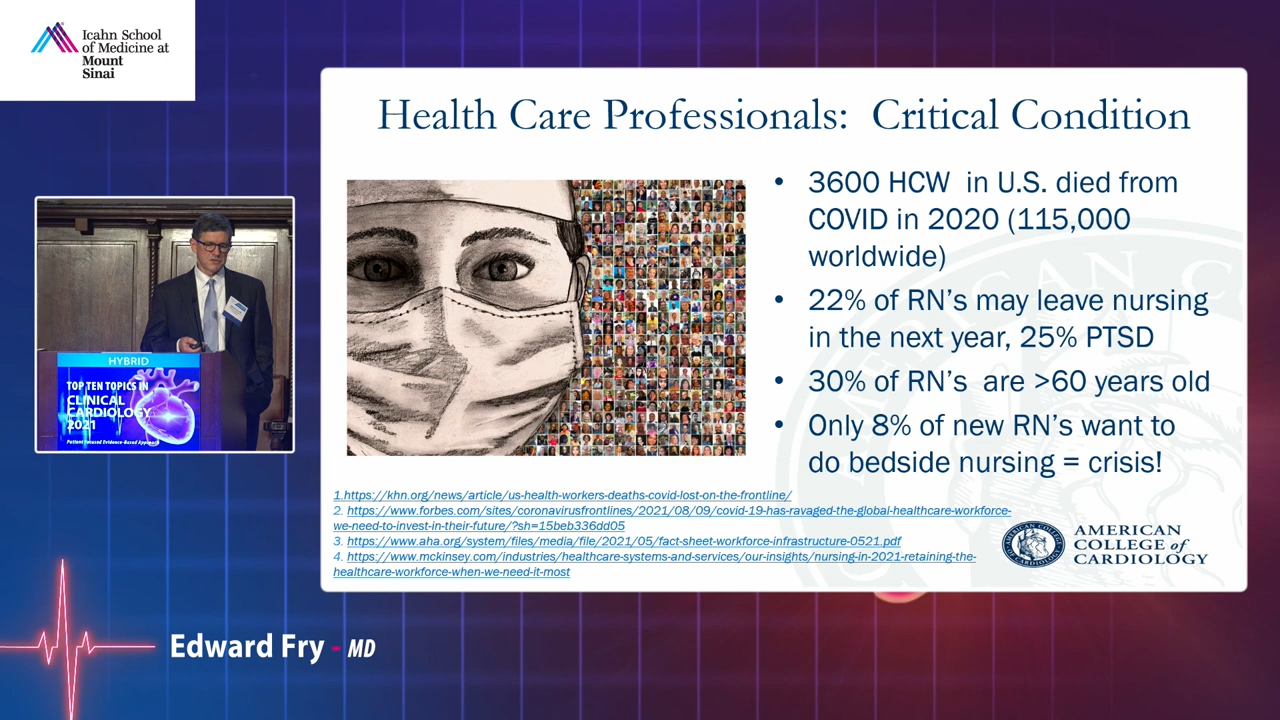 Icahn School
of Medicine at
Mount
Sinai
Health Care Professionals: Critical Condition
• 3600 HCW in U.S. died from
COVID in 2020 (115,000
worldwide)
• 22% of RN's may leave nursing
in the next year, 25% PTSD
• 30% of RN's are >60 years old
• Only 8% of new RN's want to
do bedside nursing = crisis!
1.https://khn.org/news/article/us-health-workers-deaths-covid-lost-on-the-frontline/
2. https://www.forbes.com/sites/coronavirusfrontlines/2021/08/09/covid-19-has-ravaged-the-global-healthcare-workforce-
we-need-to-invest-in-their-future/?sh=15beb336dd05
3. https://www.aha.org/system/files/media/file/2021/05/fact-sheet-workforce-infrastructure-0521.pdf
4. https://www.mckinsey.com/industries/healthcare-systems-and-services/our-insights/nursing-in-2021-retaining-the-
healthcare-workforce-when-we-need-it-most
AMERICAN
COLLEGE of
CARDIOLOGY
HYBRID
TOP TEN TOPICS IN
CLINICAL
CARDIOLOGY
2021
Patient Focused Evidence-Based Approach
Edward Fry - MD